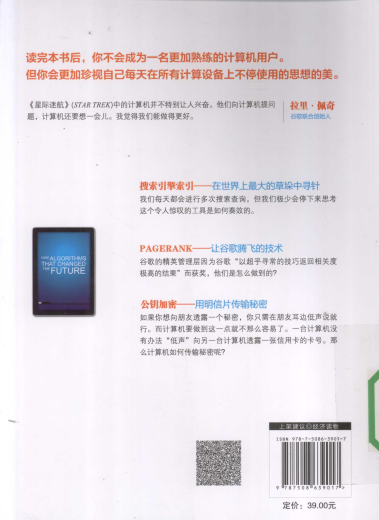 读完本书后，你不会成为一名更加熟练的计算机用户。
但你会更加珍视自己每天在所有计算设备上不停使用的思想的美。
《星际迷航》(STAR TREK)中的计算机并不特别让人兴奋。他们向计算机提问
题，计算机还要想一会儿。我觉得我们能做得更好。
拉里·佩奇
谷歌联合创始人
搜索引擎索引——在世界上最大的草垛中寻针
我们每天都会进行多次搜索查询，但我们极少会停下来思考
这个令人惊叹的工具是如何奏效的。
PAGERANK——让谷歌腾飞的技术
谷歌的精英管理层因为谷歌“以超乎寻常的技巧返回相关度
极高的结果”而获奖，他们是怎么做到的？
公钥加密——用明信片传输秘密
如果你想向朋友透露一个秘密，你只需在朋友耳边低声说就
行。而计算机要做到这一点就不那么容易了。一台计算机没
有办法“低声”向另一台计算机透露一张信用卡的卡号。那
么计算机如何传输秘密呢？
ALGORITHMS
THAT CHANGED
THE FUTURE
上架建议◎经济读物
ISBN 978-7-5086-3901-7
9 787508 639017 >
定价：39.00元